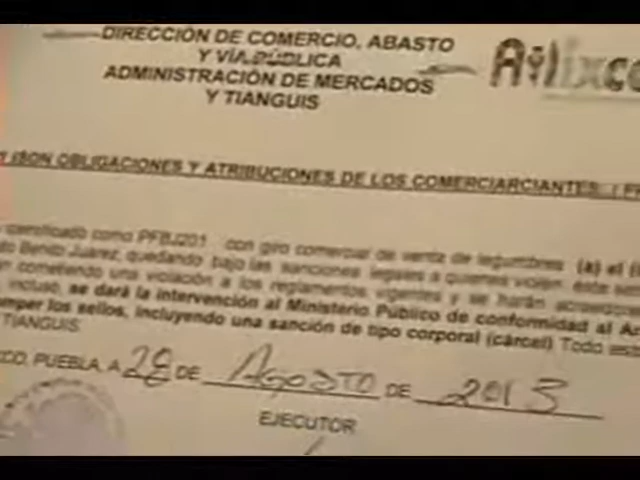 DIRECCIÓN DE COMERCIO, ABASTO
Y VÍA PÚBLICA
ADMINISTRACIÓN DE MERCADOS
Y TIANGUIS
Atlixco
SON OBLIGACIONES Y ATRIBUCIONES DE LOS COMERCIARCIANTES
como PFBJ201 con giro comercial de venta de legumbres (a) el
Benito Juárez, quedando bajo las sanciones legales a quienes violen este
cometiendo una violación a los reglamentos vigentes y se harán
incluso, se dará la intervención al Ministerio Público de conformidad al
los sellos, incluyendo una sanción de tipo corporal (cárcel) Todo
TIANGUIS
PUEBLA, A 28 DE Agosto DE 2013
EJECUTOR